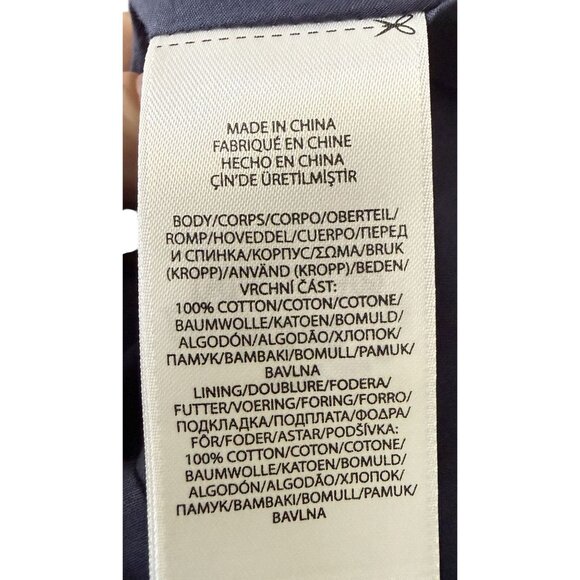 MADE IN CHINA
FABRIQUÉ EN CHINE
HECHO EN CHINA
ÇİN'DE ÜRETİLMİŞTİR
BODY/CORPS/CORPO/OBERTEIL/
ROMP/HOVEDDEL/CUERPO/ПЕРЕД
И СПИНКА/КОРПУС/ΣΩΜΑ/BRUK
(KROPP)/ANVÄND (KROPP)/BEDEN/
VRCHNÍ ČÁST:
100% COTTON/COTON/COTONE/
BAUMWOLLE/KATOEN/BOMULD/
ALGODÓN/ALGODÃO/ХЛОПОК/
ПАМУК/ΒΑΜΒΑΚΙ/BOMULL/PAMUK/
BAVLNA
LINING/DOUBLURE/FODERA/
FUTTER/VOERING/FORING/FORRO/
ПОДКЛАДКА/ПОДПЛАТА/ΦΟΔΡΑ/
FÔR/FODER/ASTAR/PODŠÍVKA:
100% COTTON/COTON/COTONE/
BAUMWOLLE/KATOEN/BOMULD/
ALGODÓN/ALGODÃO/ХЛОПОК/
ПАМУК/ΒΑΜΒΑΚΙ/BOMULL/PAMUK/
BAVLNA